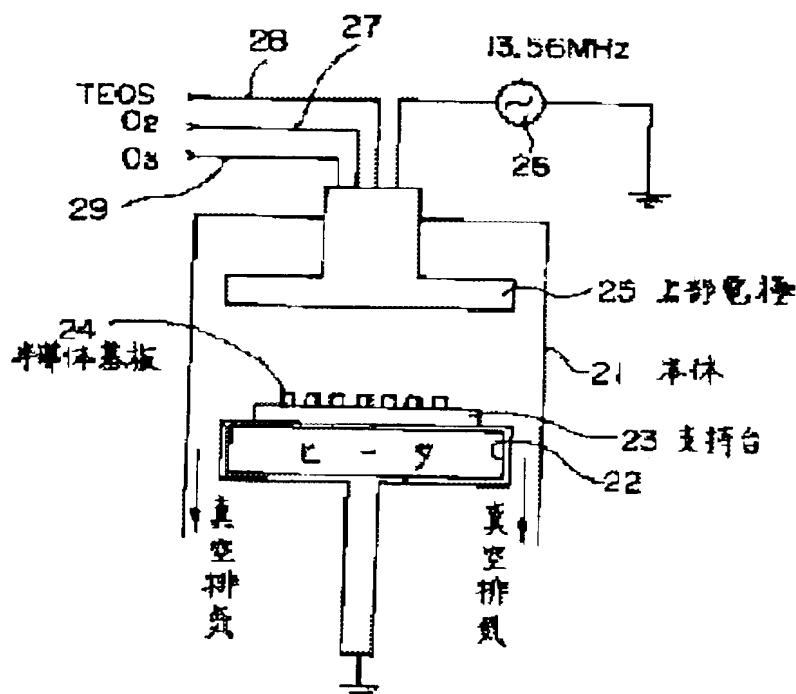 28
27
13.56MHz
TEOS
O2
O3
26
29
25 上部電極
24
半導体基板
21 本体
23 支持台
ヒータ
22
真空排気
真空排気